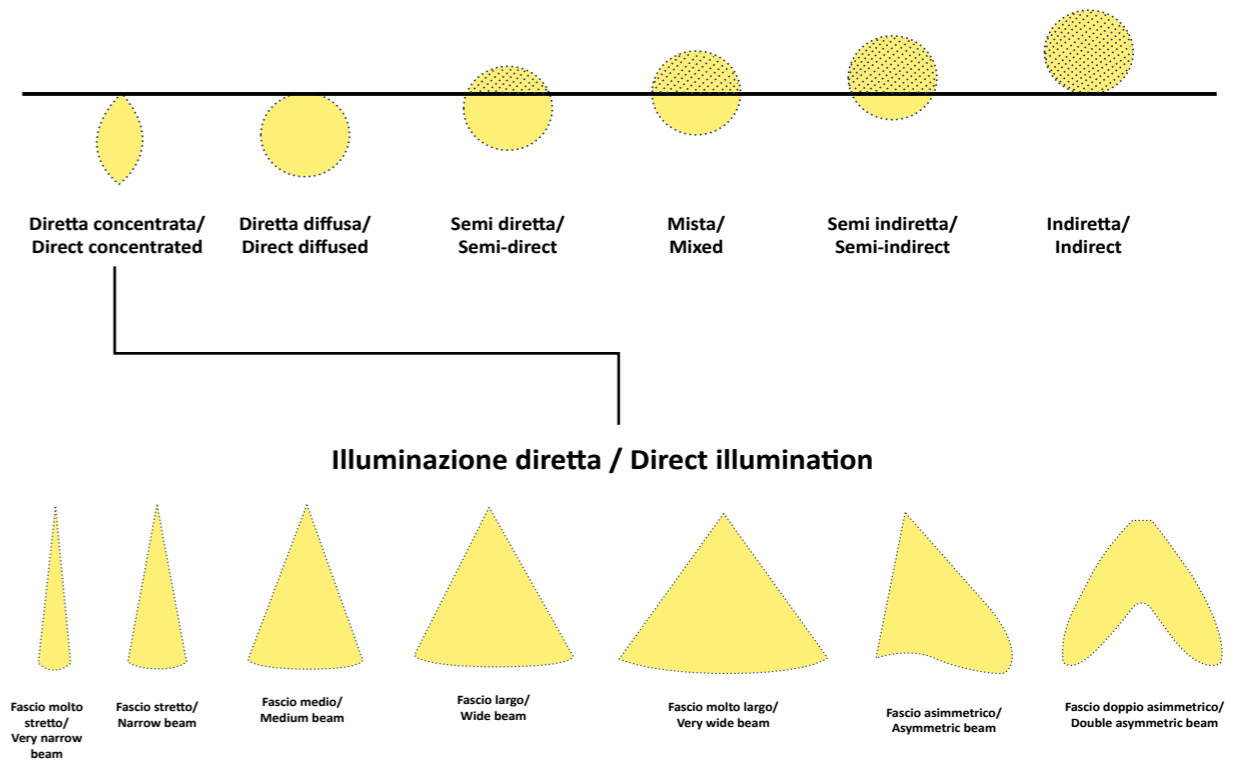 Diretta concentrata/
Direct concentrated
Diretta diffusa/
Direct diffused
Semi diretta/
Semi-direct
Mista/
Mixed
Semi indiretta/
Semi-indirect
Indiretta/
Indirect
Illuminazione diretta / Direct illumination
Fascio molto
stretto/
Very narrow
beam
Fascio stretto/
Narrow beam
Fascio medio/
Medium beam
Fascio largo/
Wide beam
Fascio molto largo/
Very wide beam
Fascio asimmetrico/
Asymmetric beam
Fascio doppio asimmetrico/
Double asymmetric beam